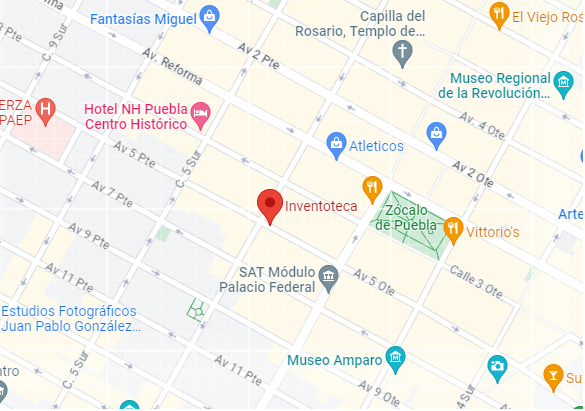 Fantasías Miguel
Capilla del
Rosario, Templo de...
El Viejo Ros
C. 9 Sur
Av 2 Pte
Av. Reforma
Museo Regional
de la Revolución...
ERZA
PAEP
Hotel NH Puebla
Centro Histórico
Av. 4 Ote
Atleticos
Av 5 Pte
C. 5 Sur
Av 2 Ote
Av 7 Pte
Inventoteca
Zócalo
de Puebla
Arte
Vittorio's
Av 9 Pte
SAT Módulo
Palacio Federal
Av 5 Ote
Calle 3 Ote
Av 11 Pte
Estudios Fotográficos
Juan Pablo González...
Av 11 Pte
Museo Amparo
C. 5 Sur
ntro
Av 9 Ote
4 Sur
Su